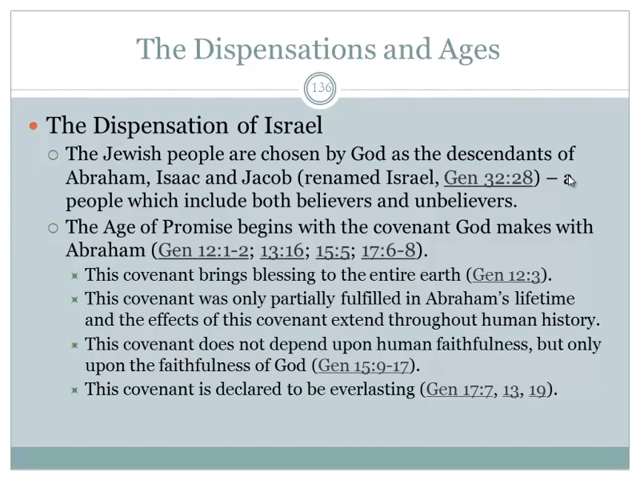 The Dispensations and Ages
136
• The Dispensation of Israel
The Jewish people are chosen by God as the descendants of
Abraham, Isaac and Jacob (renamed Israel, Gen 32:28) – a
people which include both believers and unbelievers.
The Age of Promise begins with the covenant God makes with
Abraham (Gen 12:1-2; 13:16; 15:5; 17:6-8).
This covenant brings blessing to the entire earth (Gen 12:3).
This covenant was only partially fulfilled in Abraham's lifetime
and the effects of this covenant extend throughout human history.
This covenant does not depend upon human faithfulness, but only
upon the faithfulness of God (Gen 15:9-17).
This covenant is declared to be everlasting (Gen 17:7, 13, 19).